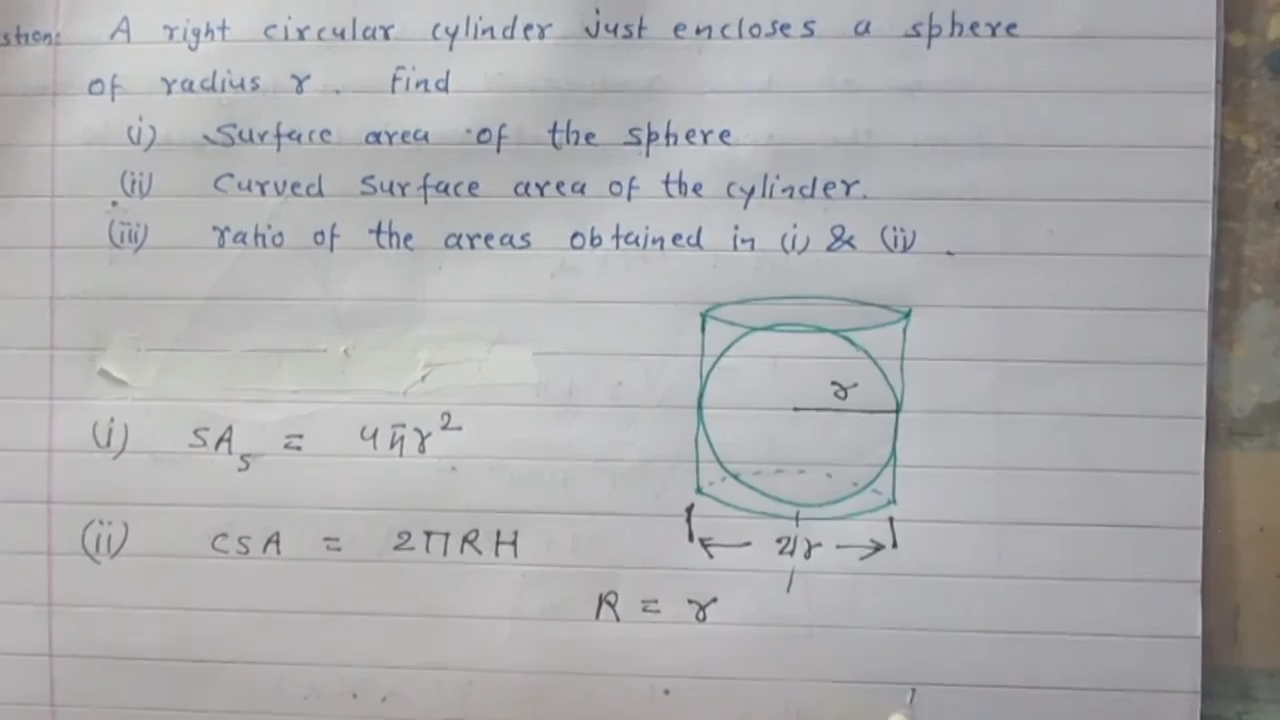 stion: A right circular cylinder just encloses a sphere
of radius r. Find
(i) Surface area of the sphere
(ii) Curved surface area of the cylinder.
(iii) ratio of the areas obtained in (i) & (ii).
r
(i) SAₛ = 4πr²
(ii) CSA = 2πRH
2r
R = r